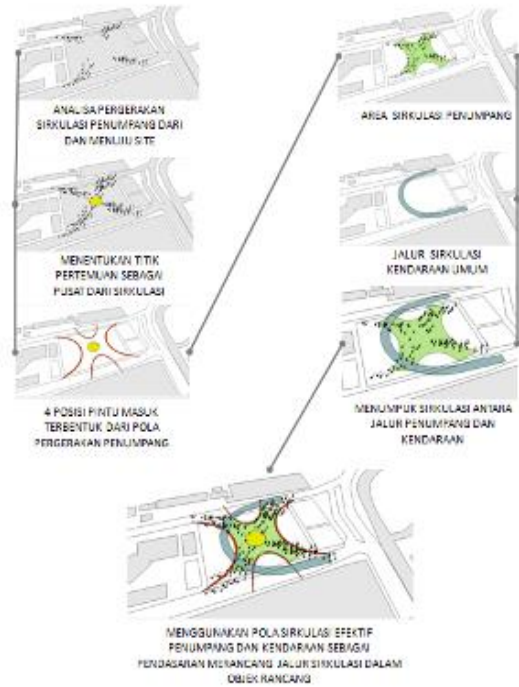 ANALISA PERGERAKAN
SIRKULASI PENUMPANG DARI
DAN MENUJU SITE
MENENTUKAN TITIK
PERTEMUAN SEBAGAI
PUSAT DARI SIRKULASI
4 POSISI PINTU MASUK
TERBENTUK DARI POLA
PERGERAKAN PENUMPANG
AREA SIRKULASI PENUMPANG
JALUR SIRKULASI
KENDARAAN UMUM
MENUMPUK SIRKULASI ANTARA
JALUR PENUMPANG DAN
KENDARAAN
MENGGUNAKAN POLA SIRKULASI EFEKTIF
PENUMPANG DAN KENDARAAN SEBAGAI
PENDASARAN MERANCANG JALUR SIRKULASI DALAM
OBJEK RANCANG